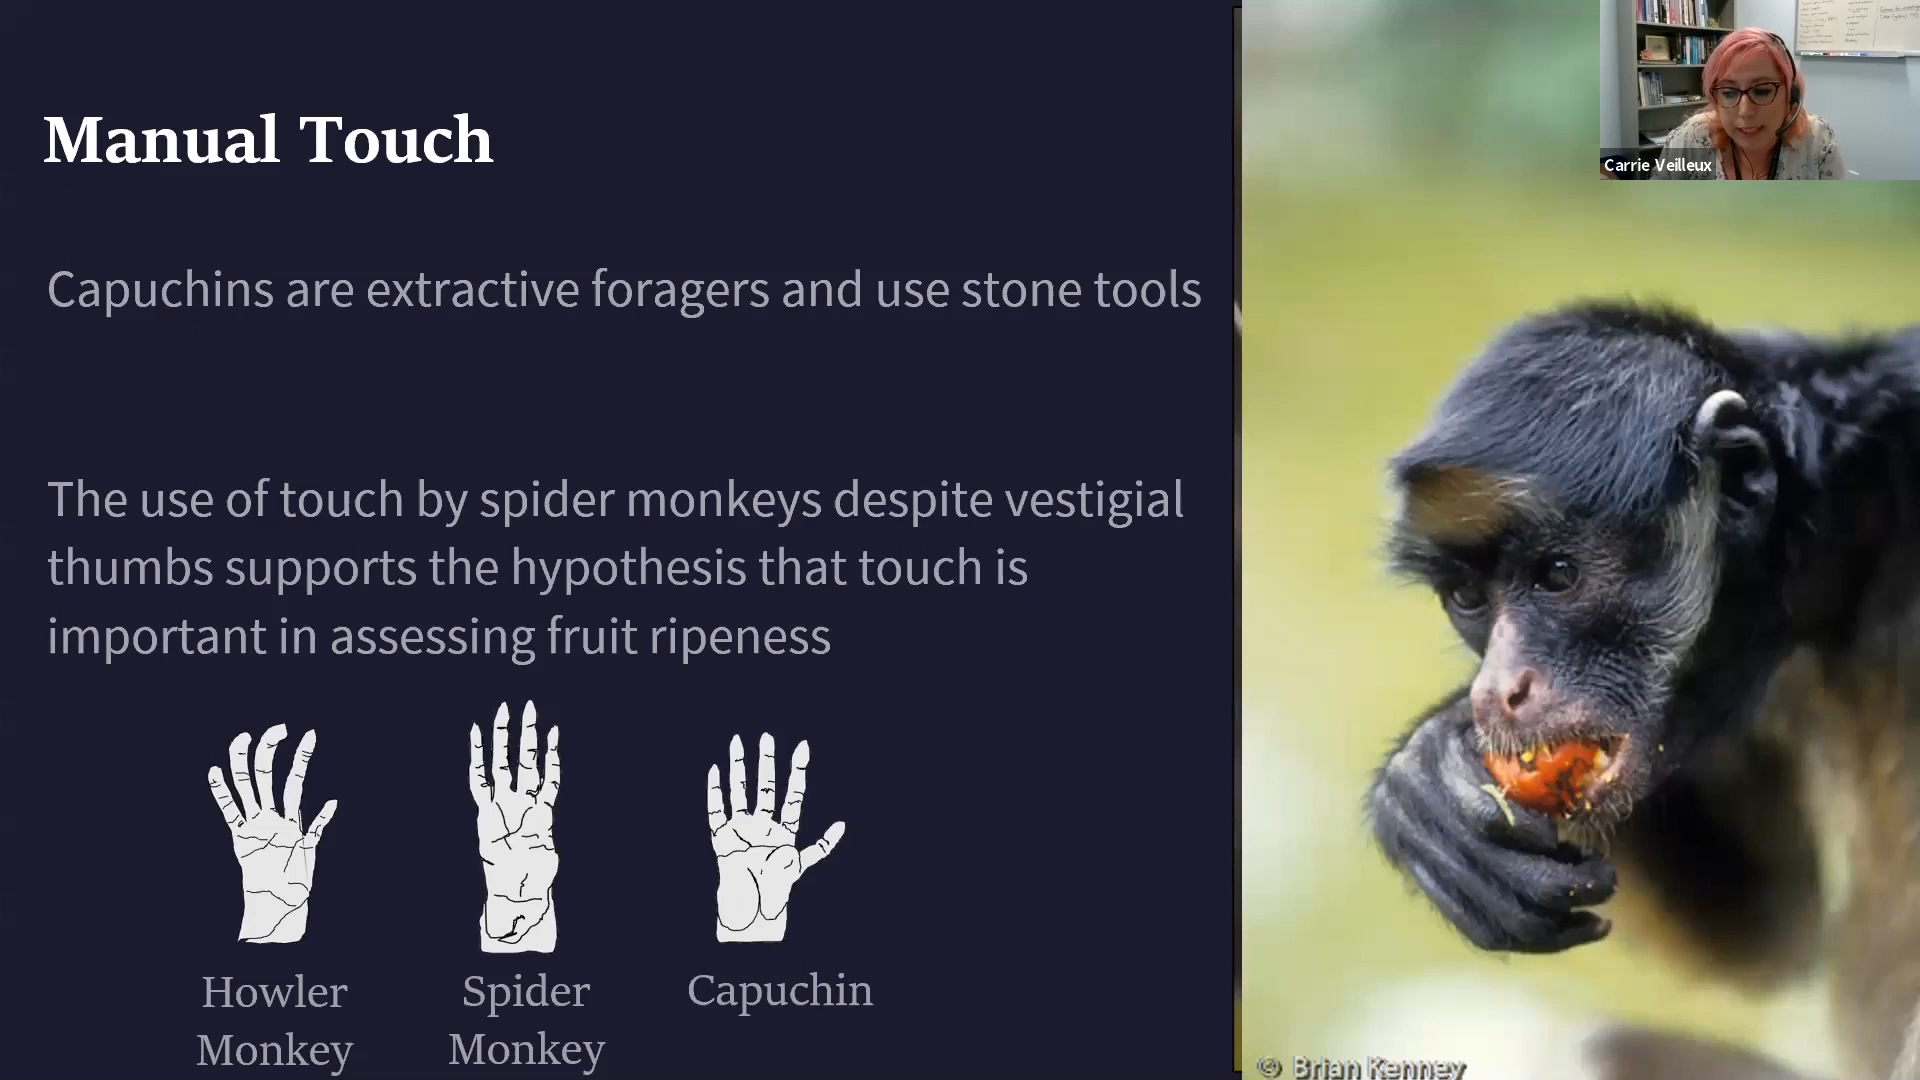 Manual Touch
Capuchins are extractive foragers and use stone tools
The use of touch by spider monkeys despite vestigial
thumbs supports the hypothesis that touch is
important in assessing fruit ripeness
Howler
Monkey
Spider
Monkey
Capuchin
Carrie Veilleux
© Brian Kenney